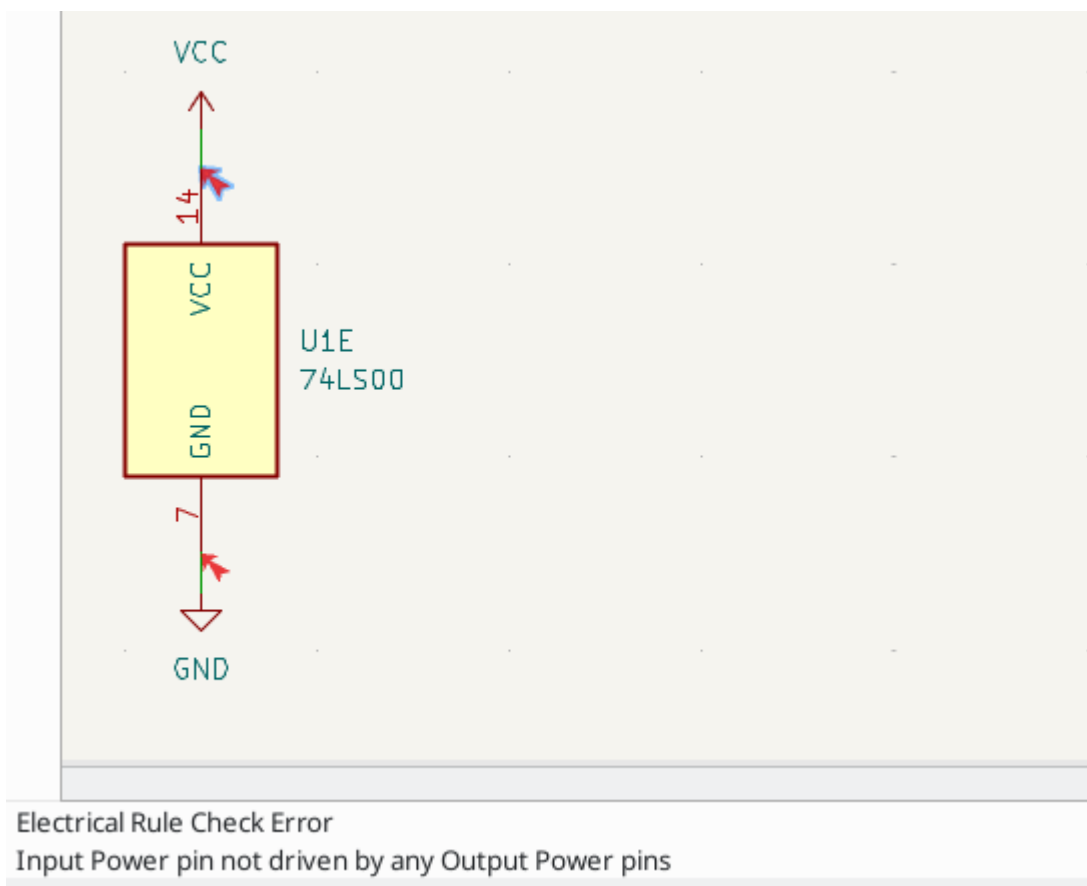 VCC
14
VCC
U1E
74LS00
GND
7
GND
Electrical Rule Check Error
Input Power pin not driven by any Output Power pins